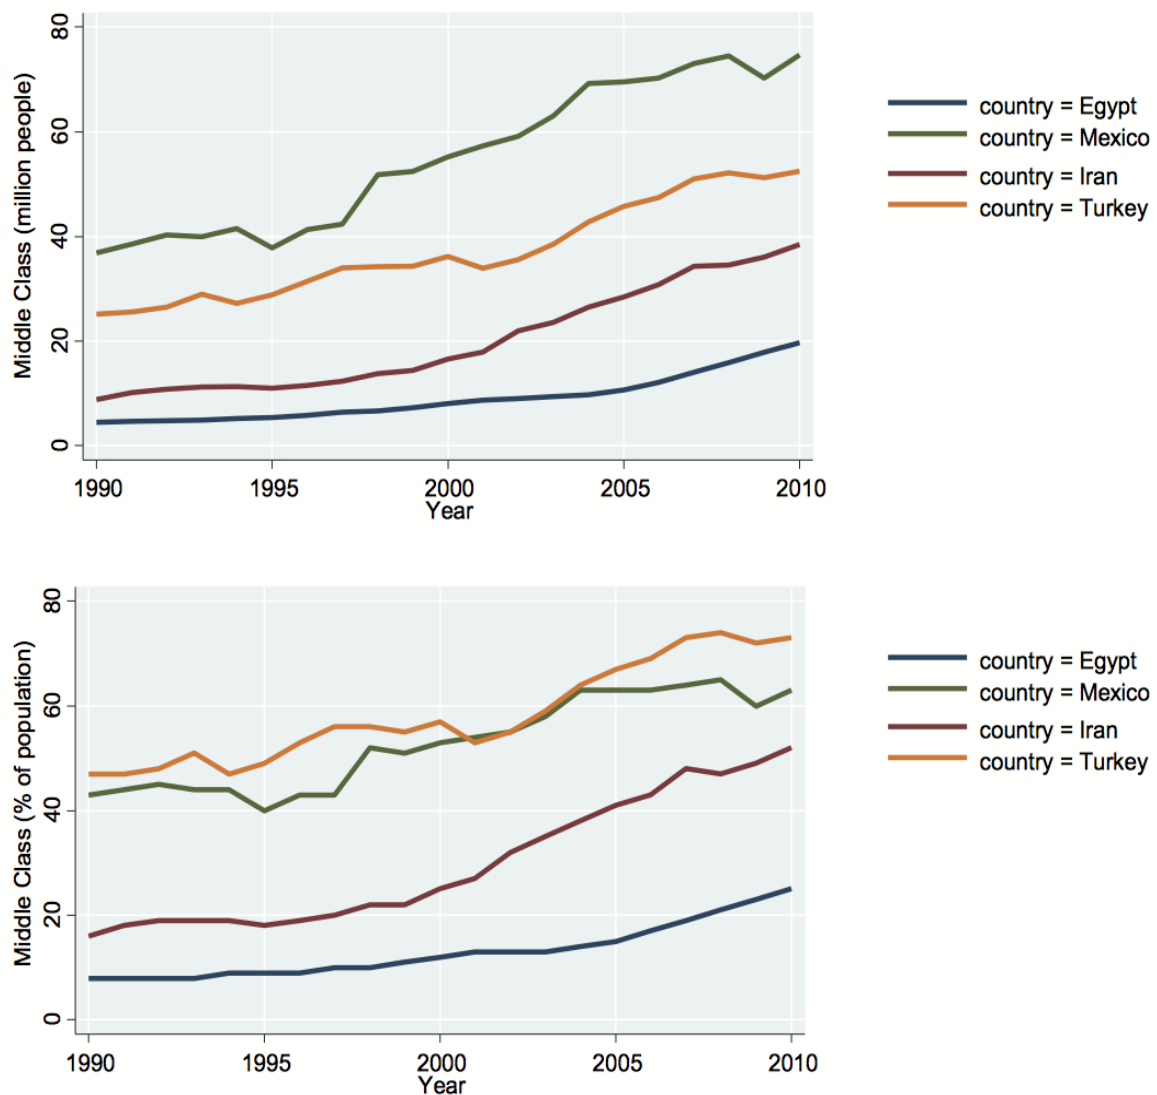 Middle Class (million people)
80
60
40
20
0
1990 1995 2000 2005 2010
Year
country = Egypt
country = Mexico
country = Iran
country = Turkey
Middle Class (% of population)
80
60
40
20
0
1990 1995 2000 2005 2010
Year
country = Egypt
country = Mexico
country = Iran
country = Turkey